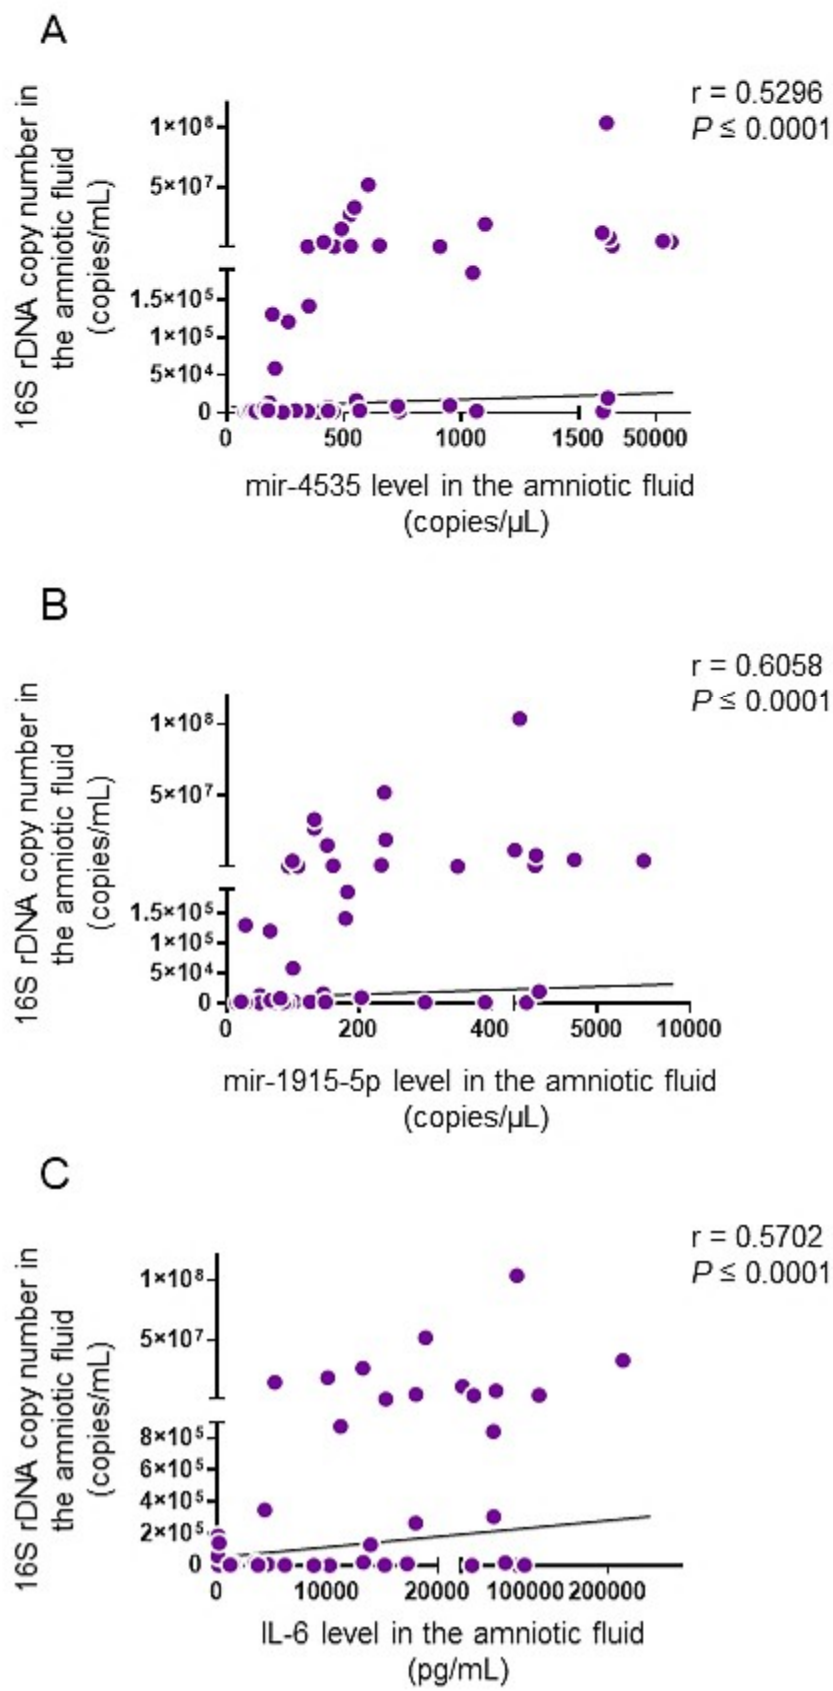 A
16S rDNA copy number in
the amniotic fluid
(copies/mL)
r = 0.5296
P ≤ 0.0001
1×10⁸
5×10⁷
1.5×10⁵
1×10⁵
5×10⁴
0
0 500 1000 1500 50000
mir-4535 level in the amniotic fluid
(copies/µL)
B
16S rDNA copy number in
the amniotic fluid
(copies/mL)
r = 0.6058
P ≤ 0.0001
1×10⁸
5×10⁷
1.5×10⁵
1×10⁵
5×10⁴
0
0 200 400 5000 10000
mir-1915-5p level in the amniotic fluid
(copies/µL)
C
16S rDNA copy number in
the amniotic fluid
(copies/mL)
r = 0.5702
P ≤ 0.0001
1×10⁸
5×10⁷
8×10⁵
6×10⁵
4×10⁵
2×10⁵
0
0 10000 20000 100000 200000
IL-6 level in the amniotic fluid
(pg/mL)